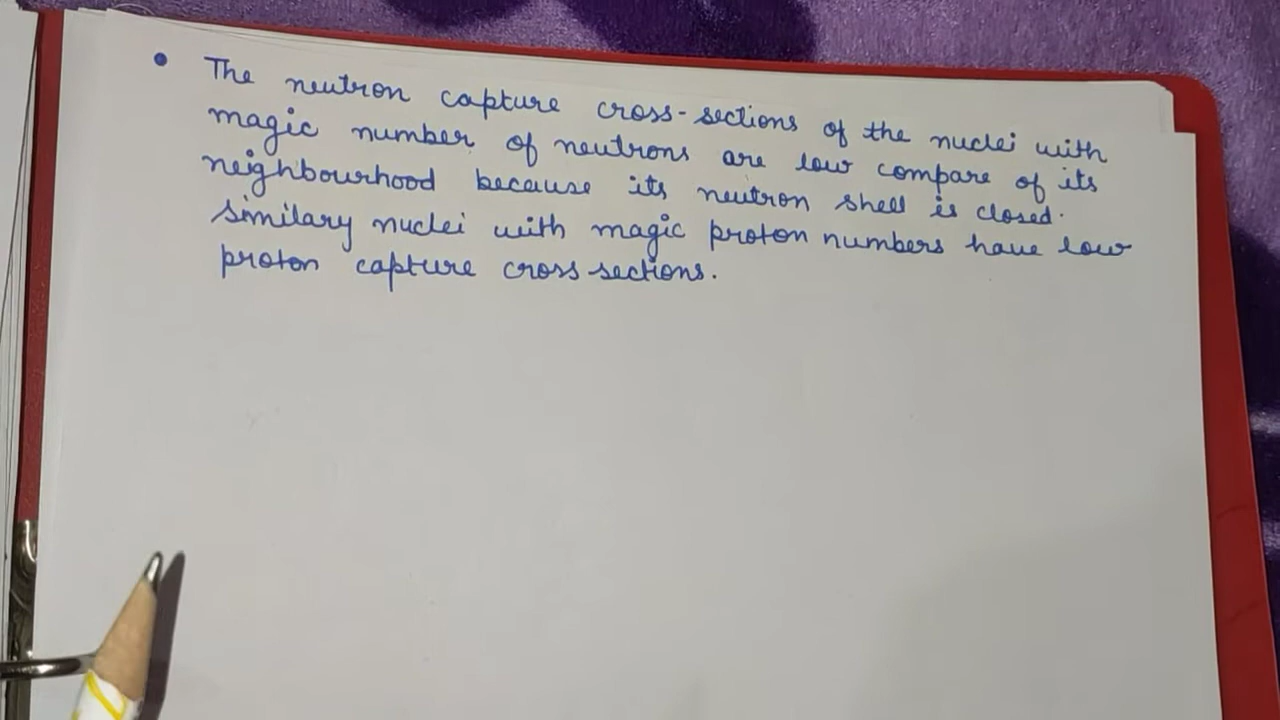 • The neutron capture cross-sections of the nuclei with
magic number of neutrons are low compare of its
neighbourhood because its neutron shell is closed.
similary nuclei with magic proton numbers have low
proton capture cross sections.